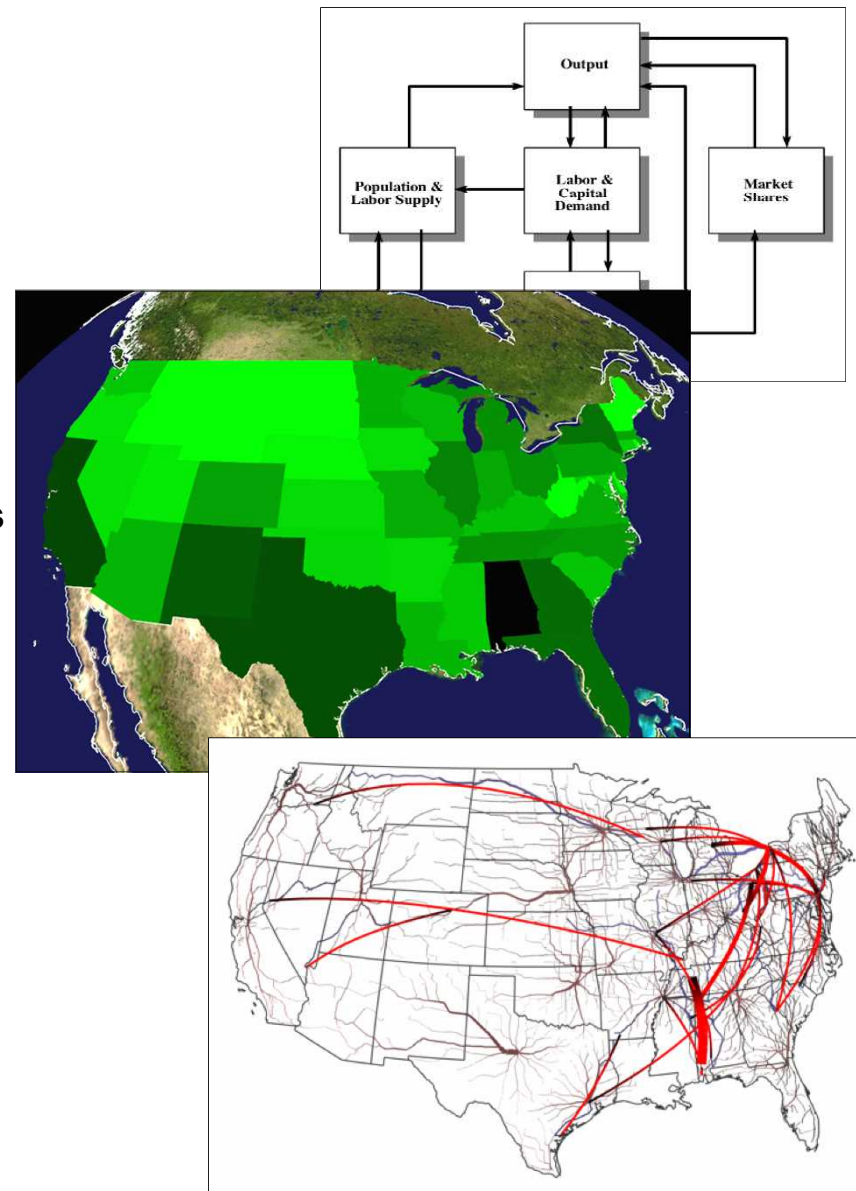 Output
Population &
Labor Supply
Labor &
Capital
Demand
Market
Shares
s